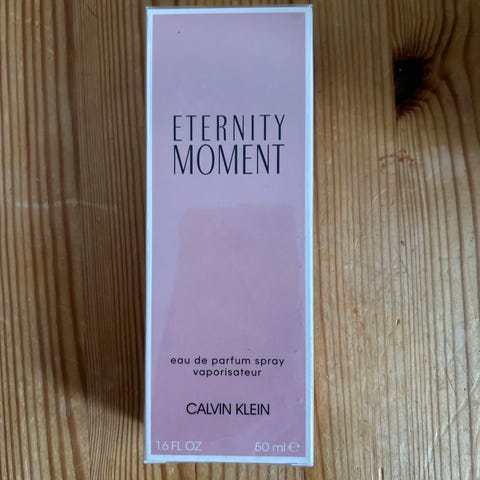 ETERNITY
MOMENT
eau de parfum spray
vaporisateur
CALVIN KLEIN
1.6 FL OZ 50 ml ℮